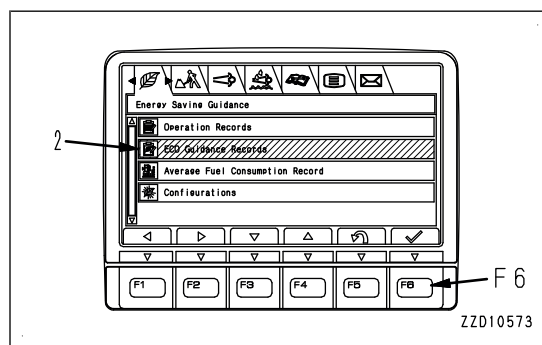 Energy Saving Guidance
Operation Records
2
ECO Guidance Records
Average Fuel Consumption Record
Configurations
F1 F2 F3 F4 F5 F6
F6
ZZD10573